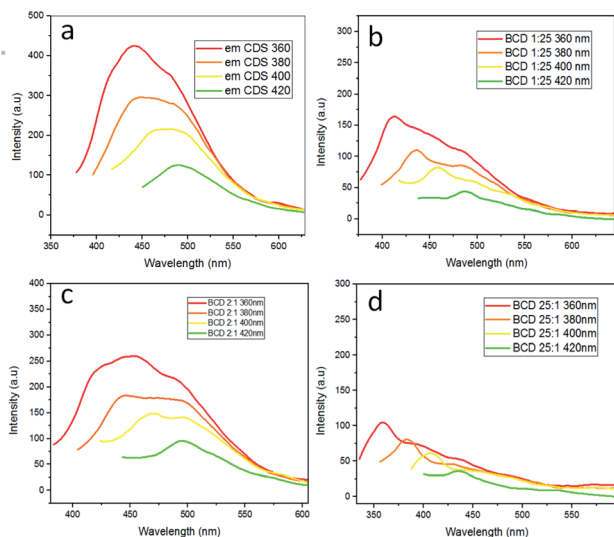 a
em CDS 360
em CDS 380
em CDS 400
em CDS 420
Intensity (a.u)
500
400
300
200
100
50
0
350 400 450 500 550 600
Wavelength (nm)
b
BCD 1:25 360 nm
BCD 1:25 380 nm
BCD 1:25 400 nm
BCD 1:25 420 nm
Intensity (a.u)
300
250
200
150
100
50
0
400 450 500 550 600
Wavelength (nm)
c
BCD 2:1 360nm
BCD 2:1 380nm
BCD 2:1 400nm
BCD 2:1 420nm
Intensity (a.u)
400
350
300
250
200
150
100
50
0
400 450 500 550 600
Wavelength (nm)
d
BCD 25:1 360nm
BCD 25:1 380nm
BCD 25:1 400nm
BCD 25:1 420nm
Intensity (a.u)
300
250
200
150
100
50
0
350 400 450 500 550
Wavelength (nm)